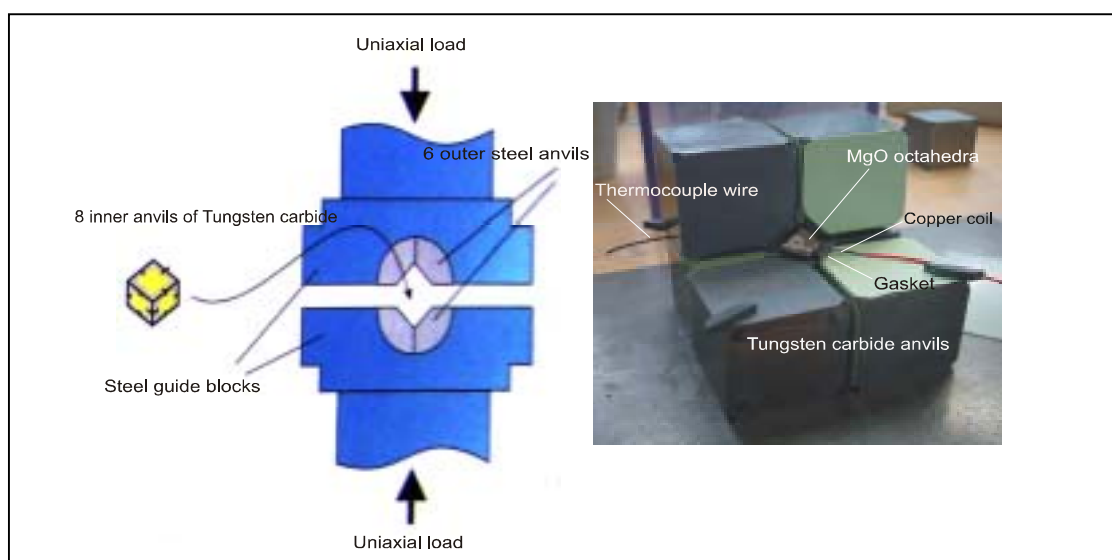 Uniaxial load
6 outer steel anvils
8 inner anvils of Tungsten carbide
Steel guide blocks
Uniaxial load
MgO octahedra
Thermocouple wire
Copper coil
Gasket
Tungsten carbide anvils